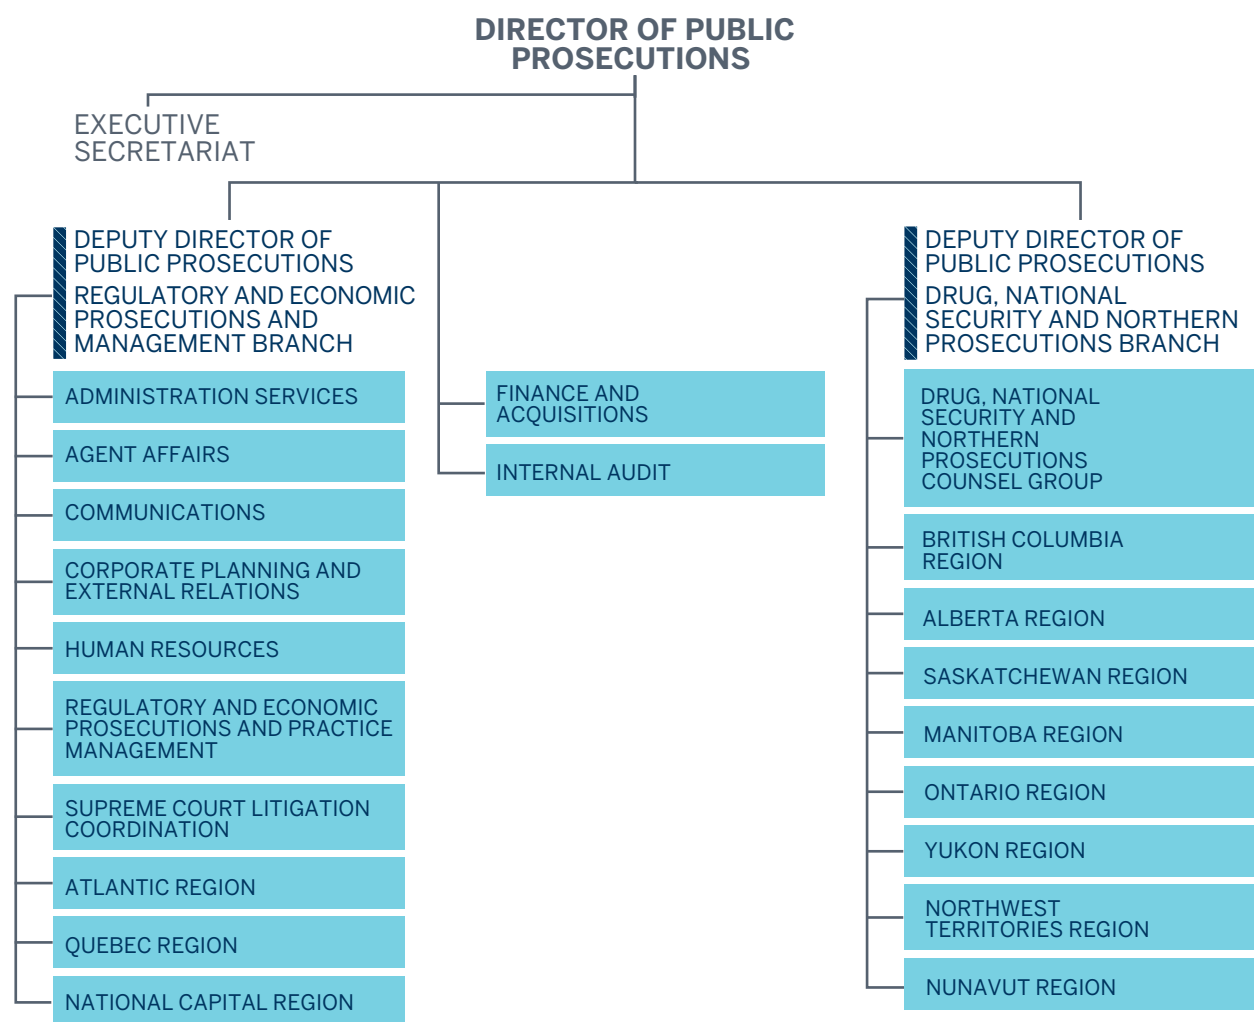 DIRECTOR OF PUBLIC
PROSECUTIONS
EXECUTIVE
SECRETARIAT
DEPUTY DIRECTOR OF
PUBLIC PROSECUTIONS
REGULATORY AND ECONOMIC
PROSECUTIONS AND
MANAGEMENT BRANCH
ADMINISTRATION SERVICES
AGENT AFFAIRS
COMMUNICATIONS
CORPORATE PLANNING AND
EXTERNAL RELATIONS
HUMAN RESOURCES
REGULATORY AND ECONOMIC
PROSECUTIONS AND PRACTICE
MANAGEMENT
SUPREME COURT LITIGATION
COORDINATION
ATLANTIC REGION
QUEBEC REGION
NATIONAL CAPITAL REGION
FINANCE AND
ACQUISITIONS
INTERNAL AUDIT
DEPUTY DIRECTOR OF
PUBLIC PROSECUTIONS
DRUG, NATIONAL
SECURITY AND NORTHERN
PROSECUTIONS BRANCH
DRUG, NATIONAL
SECURITY AND
NORTHERN
PROSECUTIONS
COUNSEL GROUP
BRITISH COLUMBIA
REGION
ALBERTA REGION
SASKATCHEWAN REGION
MANITOBA REGION
ONTARIO REGION
YUKON REGION
NORTHWEST
TERRITORIES REGION
NUNAVUT REGION